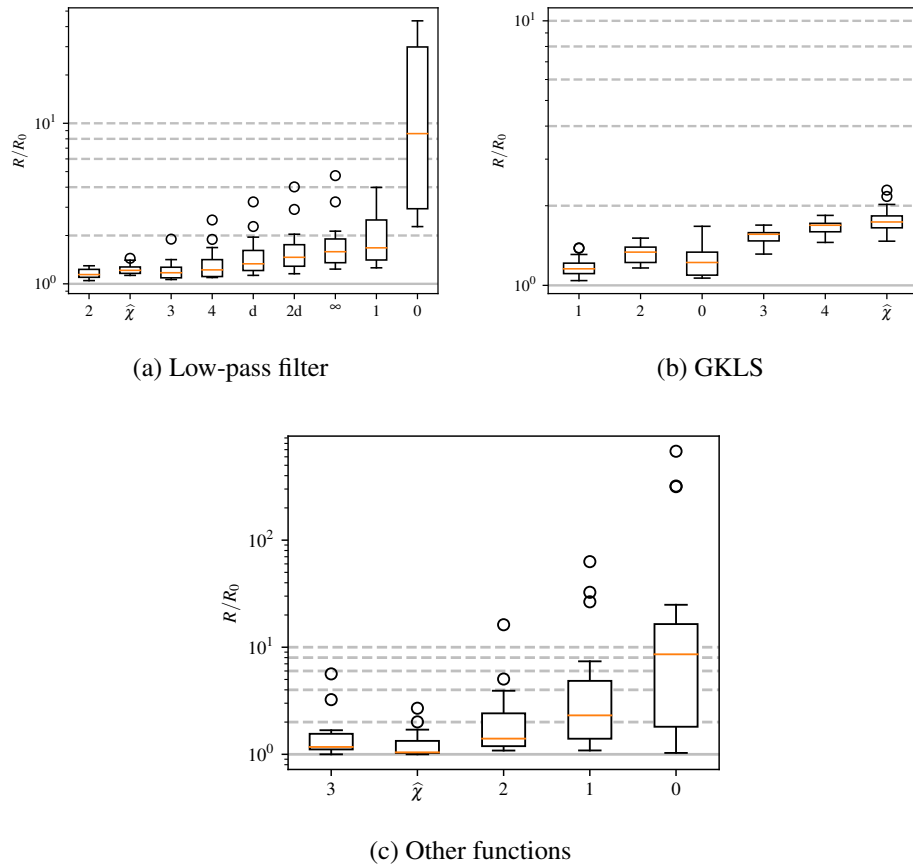 10¹
R/R₀
10⁰
2 χ̂ 3 4 d 2d ∞ 1 0
(a) Low-pass filter
10¹
R/R₀
10⁰
1 2 0 3 4 χ̂
(b) GKLS
10²
R/R₀
10¹
10⁰
3 χ̂ 2 1 0
(c) Other functions